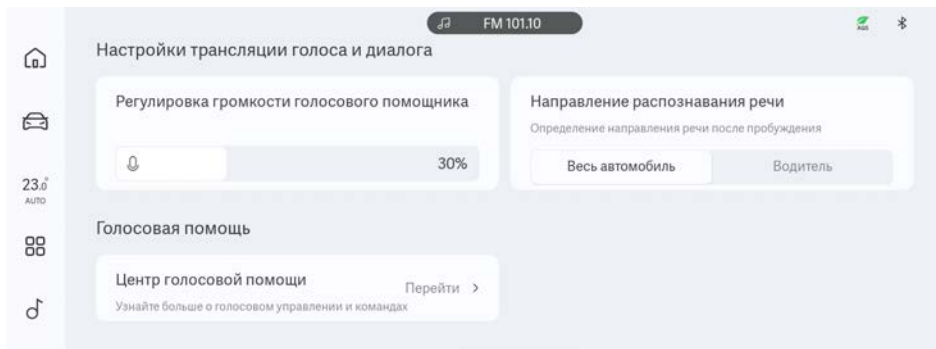 FM 101.10
AQS
Настройки трансляции голоса и диалога
Регулировка громкости голосового помощника
30%
Направление распознавания речи
Определение направления речи после пробуждения
Весь автомобиль
Водитель
23.0°
AUTO
Голосовая помощь
Центр голосовой помощи
Перейти >
Узнайте больше о голосовом управлении и командах